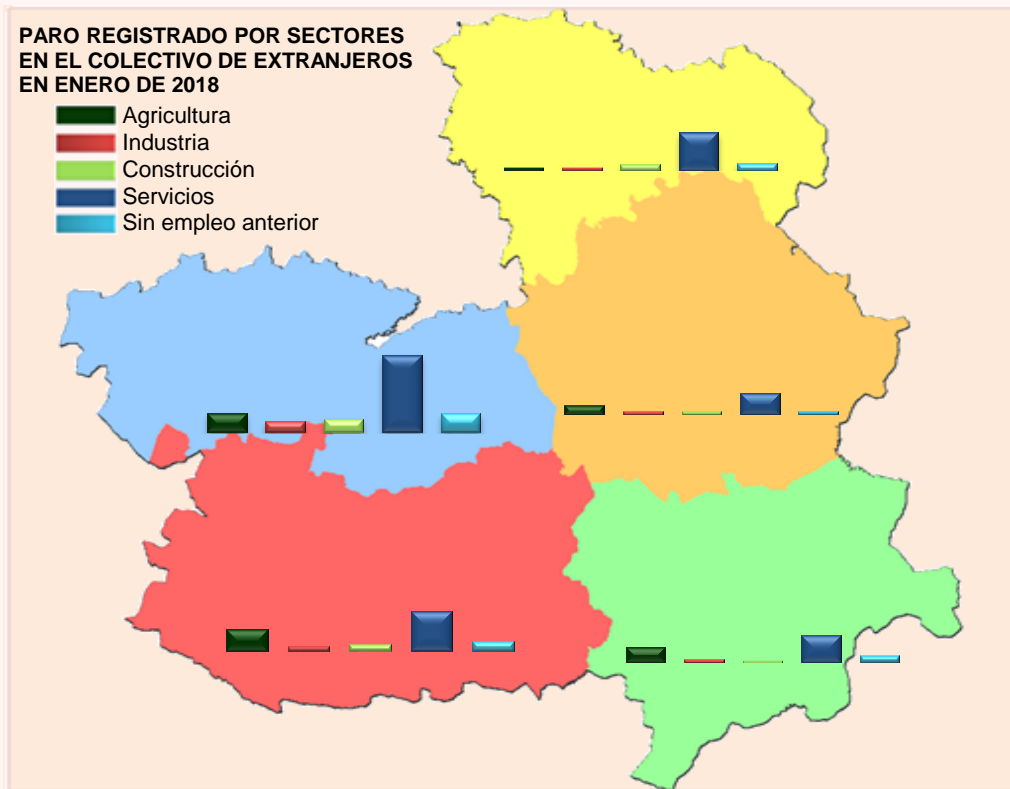 PARO REGISTRADO POR SECTORES
EN EL COLECTIVO DE EXTRANJEROS
EN ENERO DE 2018
Agricultura
Industria
Construcción
Servicios
Sin empleo anterior